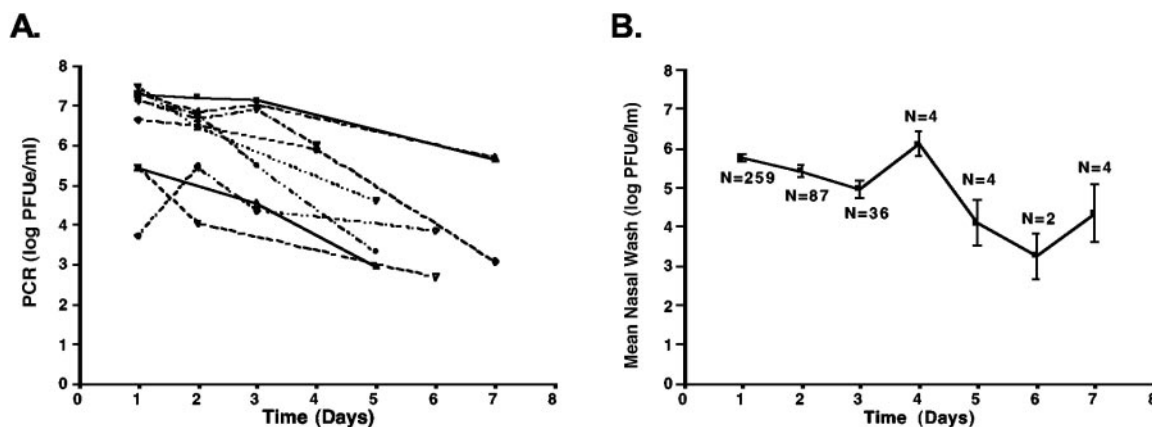 A.
8
7
6
5
4
3
2
1
0
PCR (log PFUe/ml)
0 1 2 3 4 5 6 7 8
Time (Days)
B.
8
7
6
5
4
3
2
1
0
Mean Nasal Wash (log PFUe/lm)
N=259
N=87
N=36
N=4
N=4
N=2
N=4
0 1 2 3 4 5 6 7 8
Time (Days)